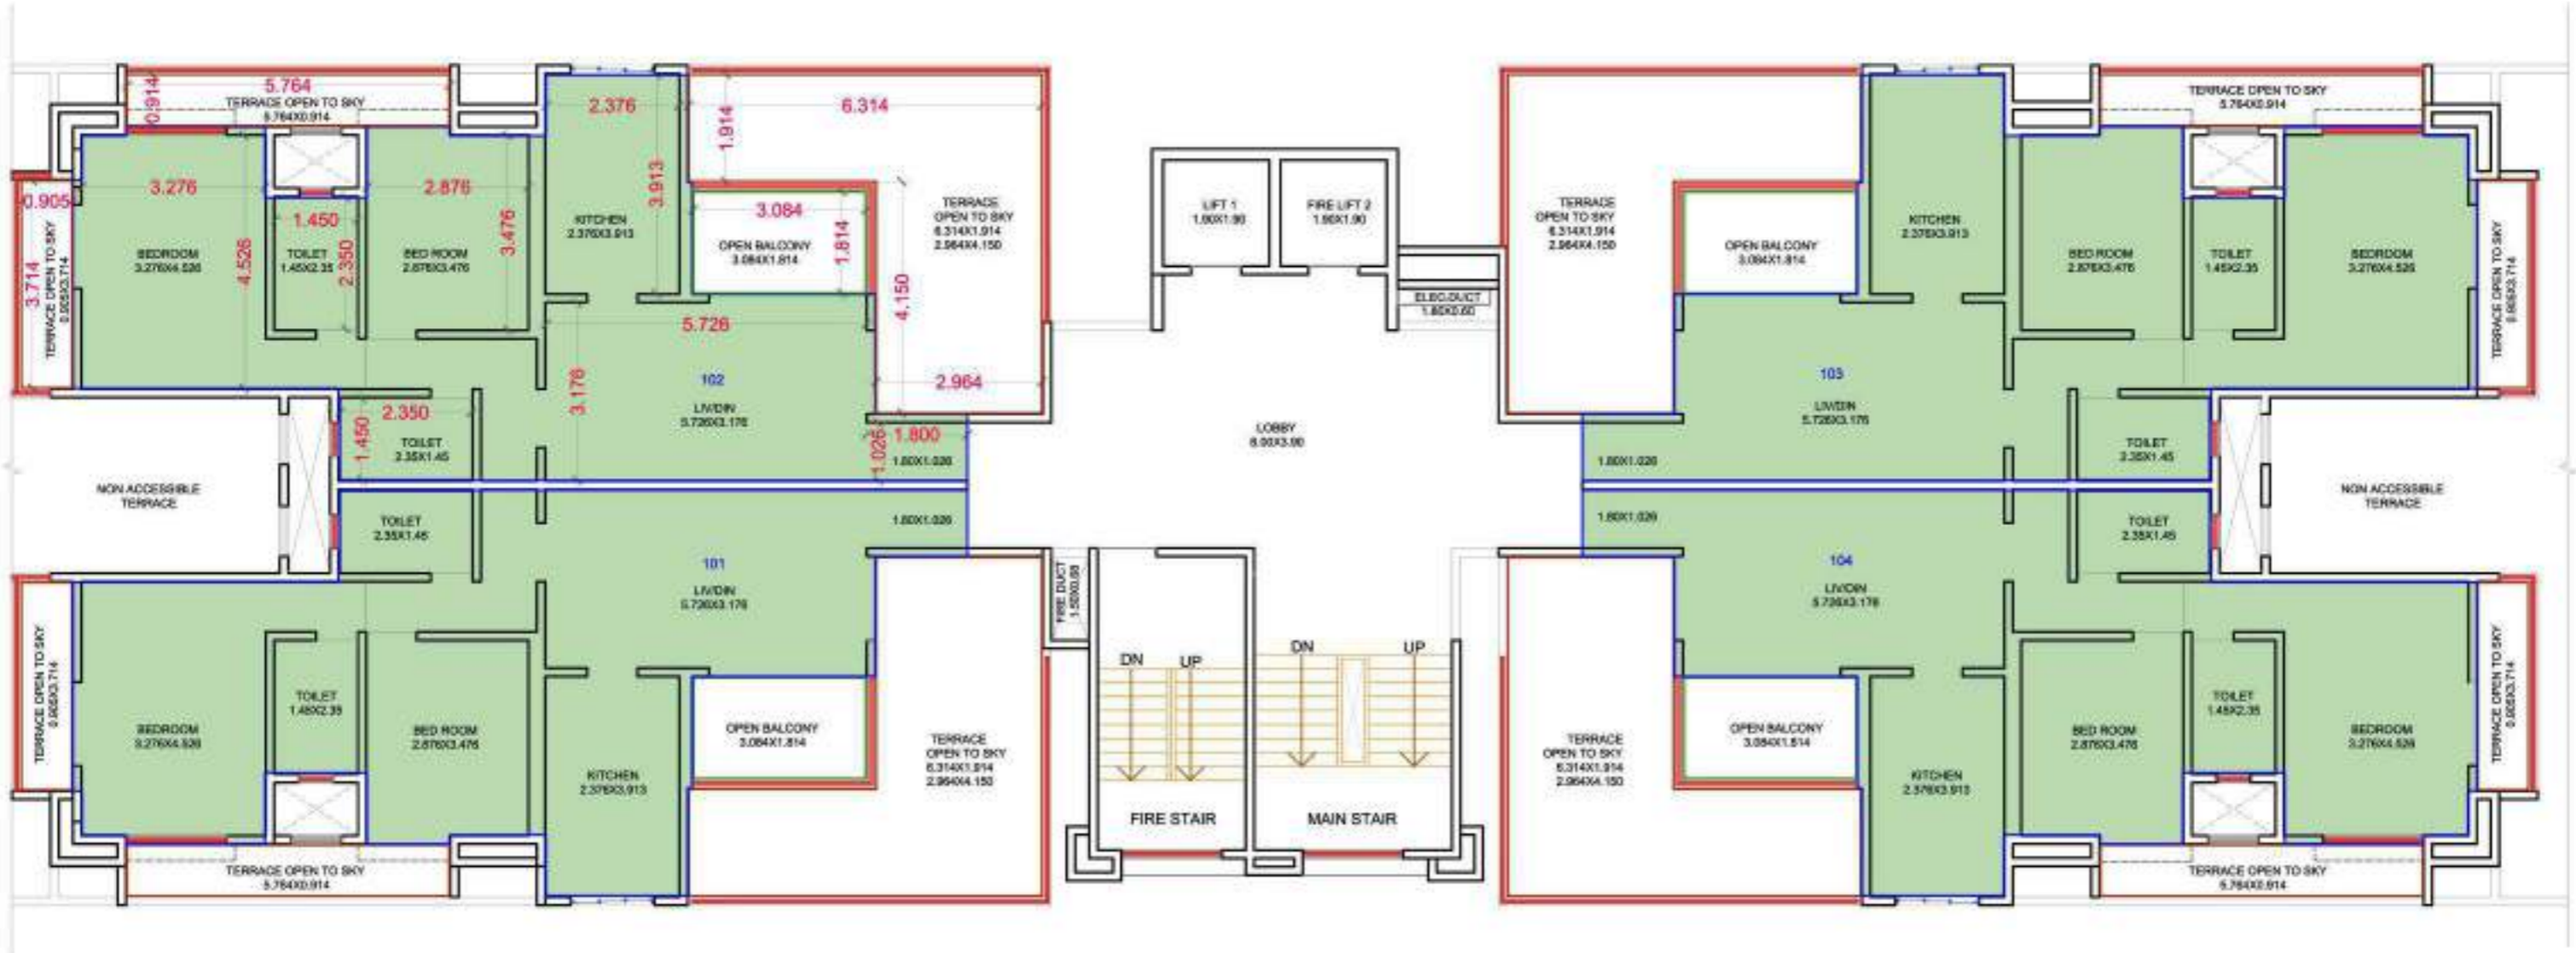 5.764
0.914
TERRACE OPEN TO SKY
5.764X0.914
2.376
1.914
6.314
3.913
KITCHEN
2.376X3.913
3.276
4.526
BEDROOM
3.276X4.526
0.905
3.714
TERRACE OPEN TO SKY
0.905X3.714
1.450
2.350
TOILET
1.45X2.35
2.876
3.476
BED ROOM
2.876X3.476
3.084
1.814
OPEN BALCONY
3.084X1.814
TERRACE
OPEN TO SKY
6.314X1.914
2.964X4.150
4.150
2.964
5.726
3.176
102
LIV/DIN
5.726X3.176
2.350
1.450
TOILET
2.35X1.45
1.800
1.026
1.80X1.026
NON ACCESSIBLE
TERRACE
LIFT 1
1.90X1.90
FIRE LIFT 2
1.90X1.90
ELEC.DUCT
1.80X0.60
LOBBY
6.00X3.90
TERRACE
OPEN TO SKY
6.314X1.914
2.964X4.150
OPEN BALCONY
3.084X1.814
KITCHEN
2.376X3.913
TERRACE OPEN TO SKY
5.764X0.914
BED ROOM
2.876X3.476
TOILET
1.45X2.35
BEDROOM
3.276X4.526
TERRACE OPEN TO SKY
0.905X3.714
103
LIV/DIN
5.726X3.176
1.80X1.026
TOILET
2.35X1.45
NON ACCESSIBLE
TERRACE
TOILET
2.35X1.45
1.80X1.026
101
LIV/DIN
5.726X3.176
TERRACE OPEN TO SKY
0.905X3.714
BEDROOM
3.276X4.526
TOILET
1.45X2.35
BED ROOM
2.876X3.476
KITCHEN
2.376X3.913
OPEN BALCONY
3.084X1.814
TERRACE
OPEN TO SKY
6.314X1.914
2.964X4.150
TERRACE OPEN TO SKY
5.764X0.914
FIRE DUCT
DN
UP
FIRE STAIR
DN
UP
MAIN STAIR
1.80X1.026
104
LIV/DIN
5.726X3.176
TOILET
2.35X1.45
TERRACE
OPEN TO SKY
6.314X1.914
2.964X4.150
OPEN BALCONY
3.084X1.814
KITCHEN
2.376X3.913
BED ROOM
2.876X3.476
TOILET
1.45X2.35
BEDROOM
3.276X4.526
TERRACE OPEN TO SKY
0.905X3.714
TERRACE OPEN TO SKY
5.764X0.914